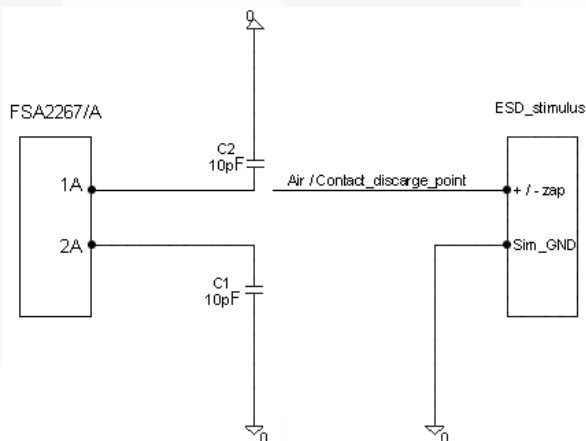 0
FSA2267/A
ESD_stimulus
C2
10pF
1A
Air / Contact_discarge_point
+ / - zap
2A
Sim_GND
C1
10pF
0
0